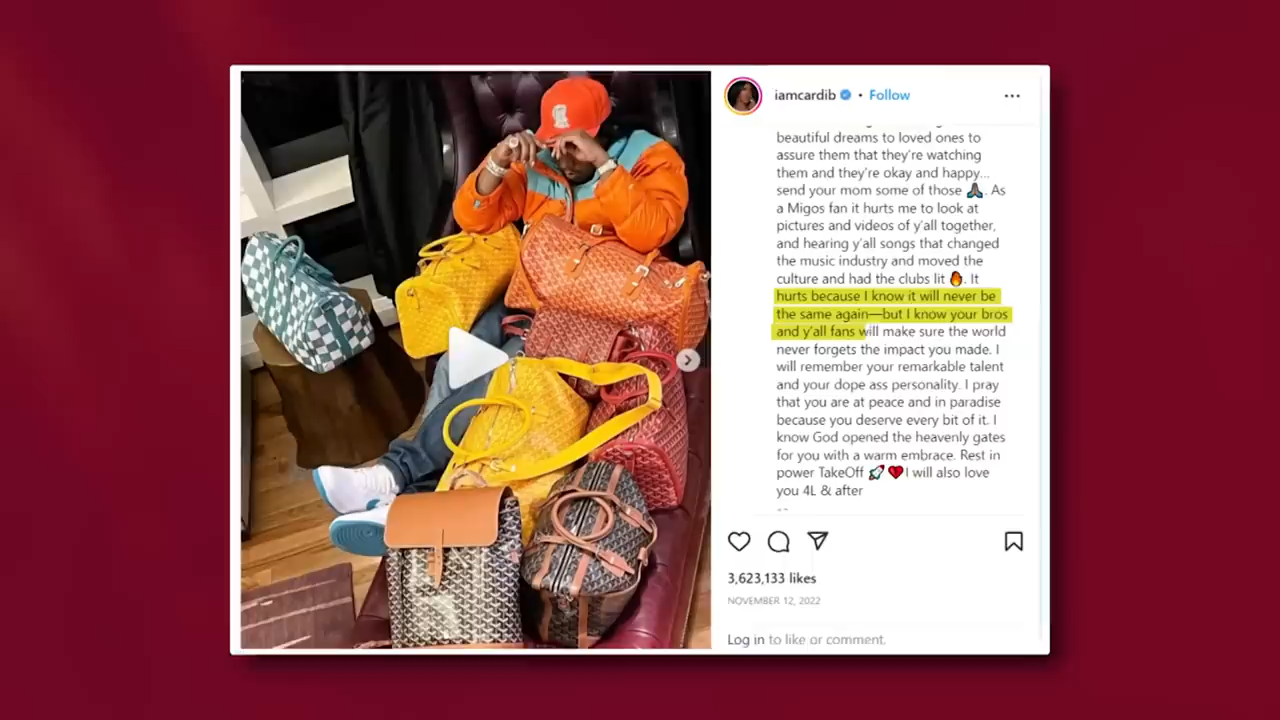 iamcardib • Follow
beautiful dreams to loved ones to
assure them that they're watching
them and they're okay and happy...
send your mom some of those 🙏🏾. As
a Migos fan it hurts me to look at
pictures and videos of y'all together,
and hearing y'all songs that changed
the music industry and moved the
culture and had the clubs lit 🔥. It
hurts because I know it will never be
the same again—but I know your bros
and y'all fans will make sure the world
never forgets the impact you made. I
will remember your remarkable talent
and your dope ass personality. I pray
that you are at peace and in paradise
because you deserve every bit of it. I
know God opened the heavenly gates
for you with a warm embrace. Rest in
power TakeOff 🚀💔I will also love
you 4L & after
3,623,133 likes
NOVEMBER 12, 2022
Log in to like or comment.